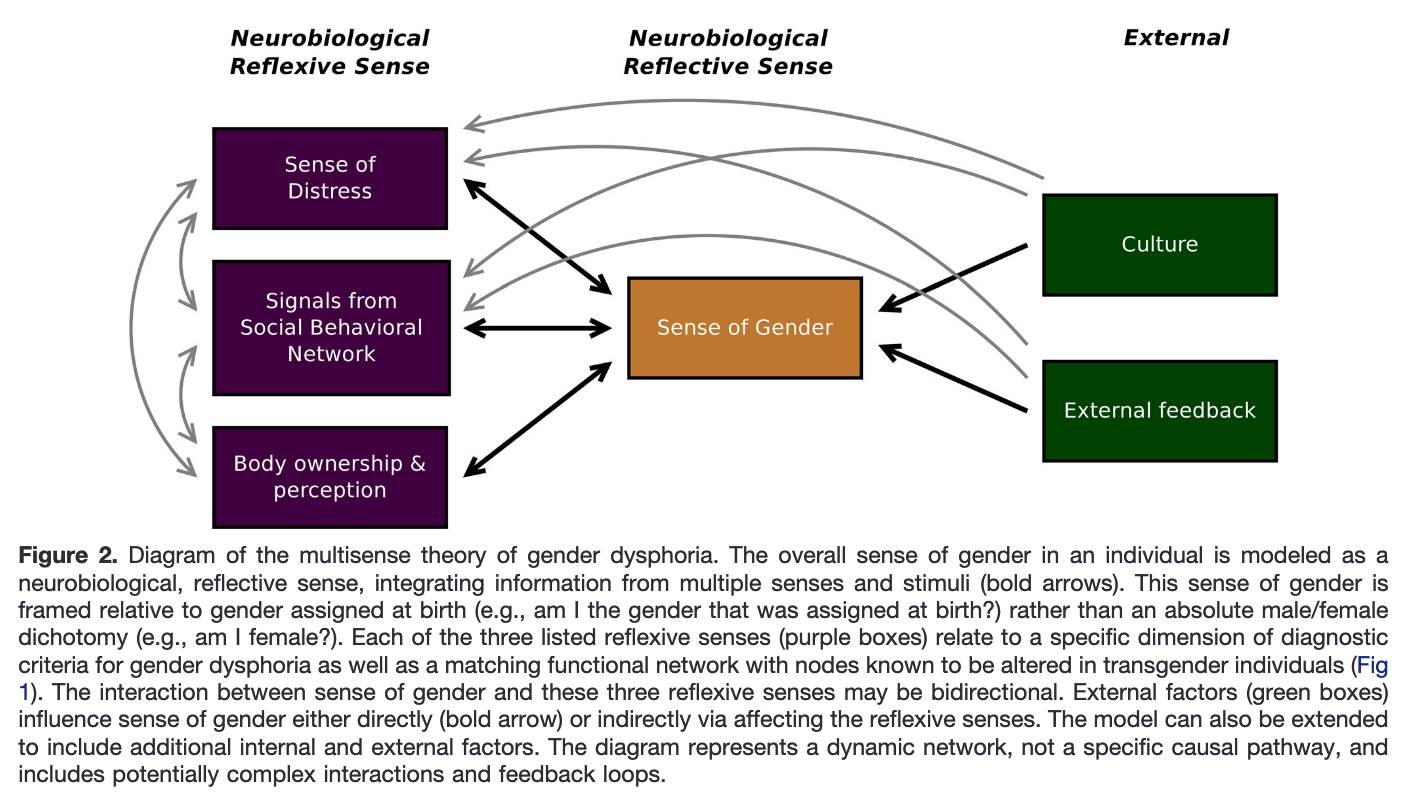 Neurobiological
Reflexive Sense
Neurobiological
Reflective Sense
External
Sense of
Distress
Signals from
Social Behavioral
Network
Body ownership &
perception
Sense of Gender
Culture
External feedback
Figure 2. Diagram of the multisense theory of gender dysphoria. The overall sense of gender in an individual is modeled as a
neurobiological, reflective sense, integrating information from multiple senses and stimuli (bold arrows). This sense of gender is
framed relative to gender assigned at birth (e.g., am I the gender that was assigned at birth?) rather than an absolute male/female
dichotomy (e.g., am I female?). Each of the three listed reflexive senses (purple boxes) relate to a specific dimension of diagnostic
criteria for gender dysphoria as well as a matching functional network with nodes known to be altered in transgender individuals (Fig
1). The interaction between sense of gender and these three reflexive senses may be bidirectional. External factors (green boxes)
influence sense of gender either directly (bold arrow) or indirectly via affecting the reflexive senses. The model can also be extended
to include additional internal and external factors. The diagram represents a dynamic network, not a specific causal pathway, and
includes potentially complex interactions and feedback loops.